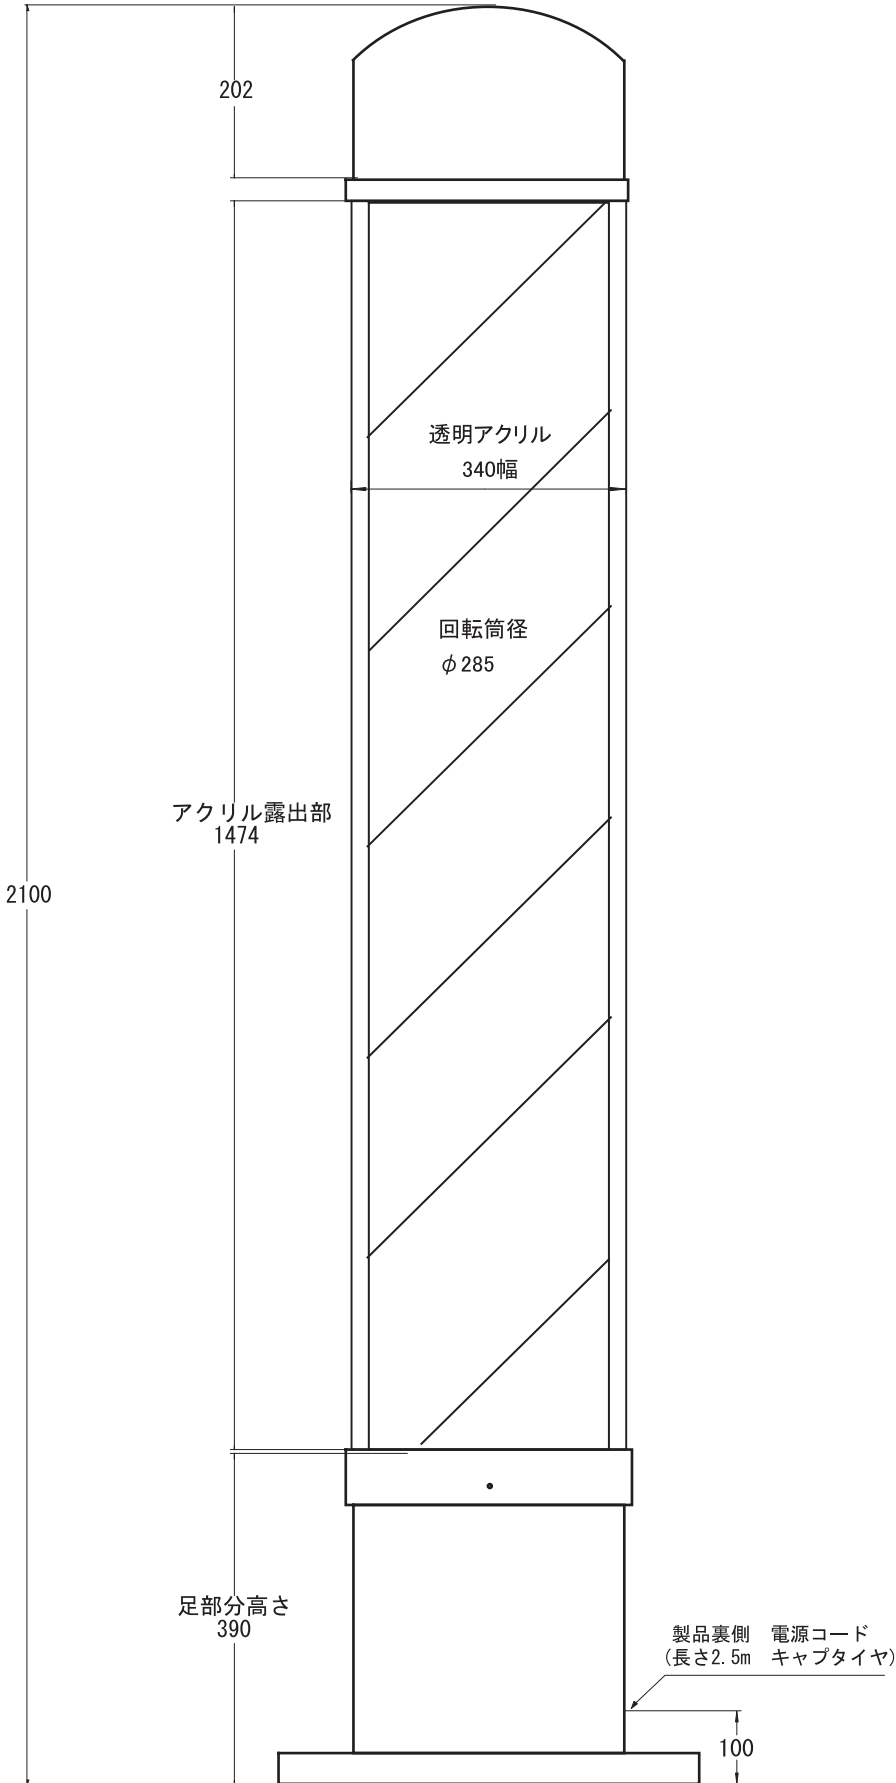 202
透明アクリル
340幅
回転筒径
φ285
アクリル露出部
1474
2100
足部分高さ
390
製品裏側　電源コード
(長さ2.5m　キャプタイヤ)
100